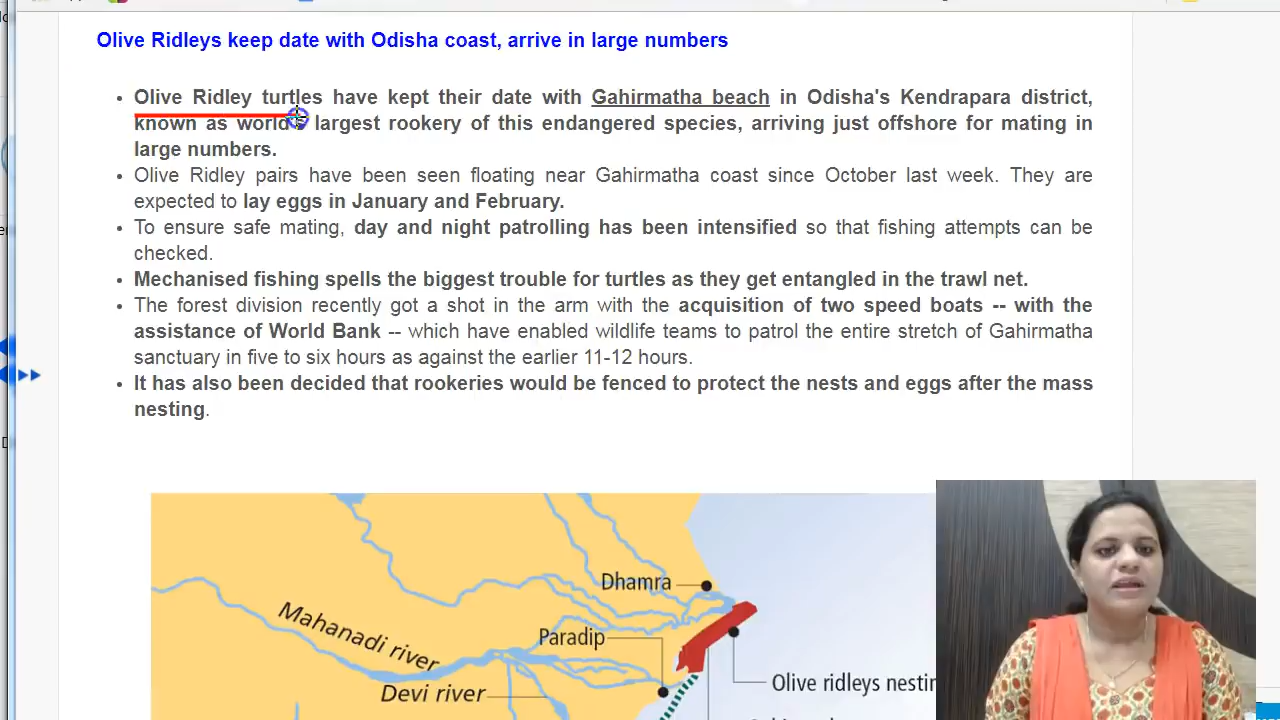 Olive Ridleys keep date with Odisha coast, arrive in large numbers
Olive Ridley turtles have kept their date with Gahirmatha beach in Odisha's Kendrapara district,
known as world's largest rookery of this endangered species, arriving just offshore for mating in
large numbers.
Olive Ridley pairs have been seen floating near Gahirmatha coast since October last week. They are
expected to lay eggs in January and February.
To ensure safe mating, day and night patrolling has been intensified so that fishing attempts can be
checked.
Mechanised fishing spells the biggest trouble for turtles as they get entangled in the trawl net.
The forest division recently got a shot in the arm with the acquisition of two speed boats -- with the
assistance of World Bank -- which have enabled wildlife teams to patrol the entire stretch of Gahirmatha
sanctuary in five to six hours as against the earlier 11-12 hours.
It has also been decided that rookeries would be fenced to protect the nests and eggs after the mass
nesting.
Dhamra
Mahanadi river
Paradip
Olive ridleys
Devi river